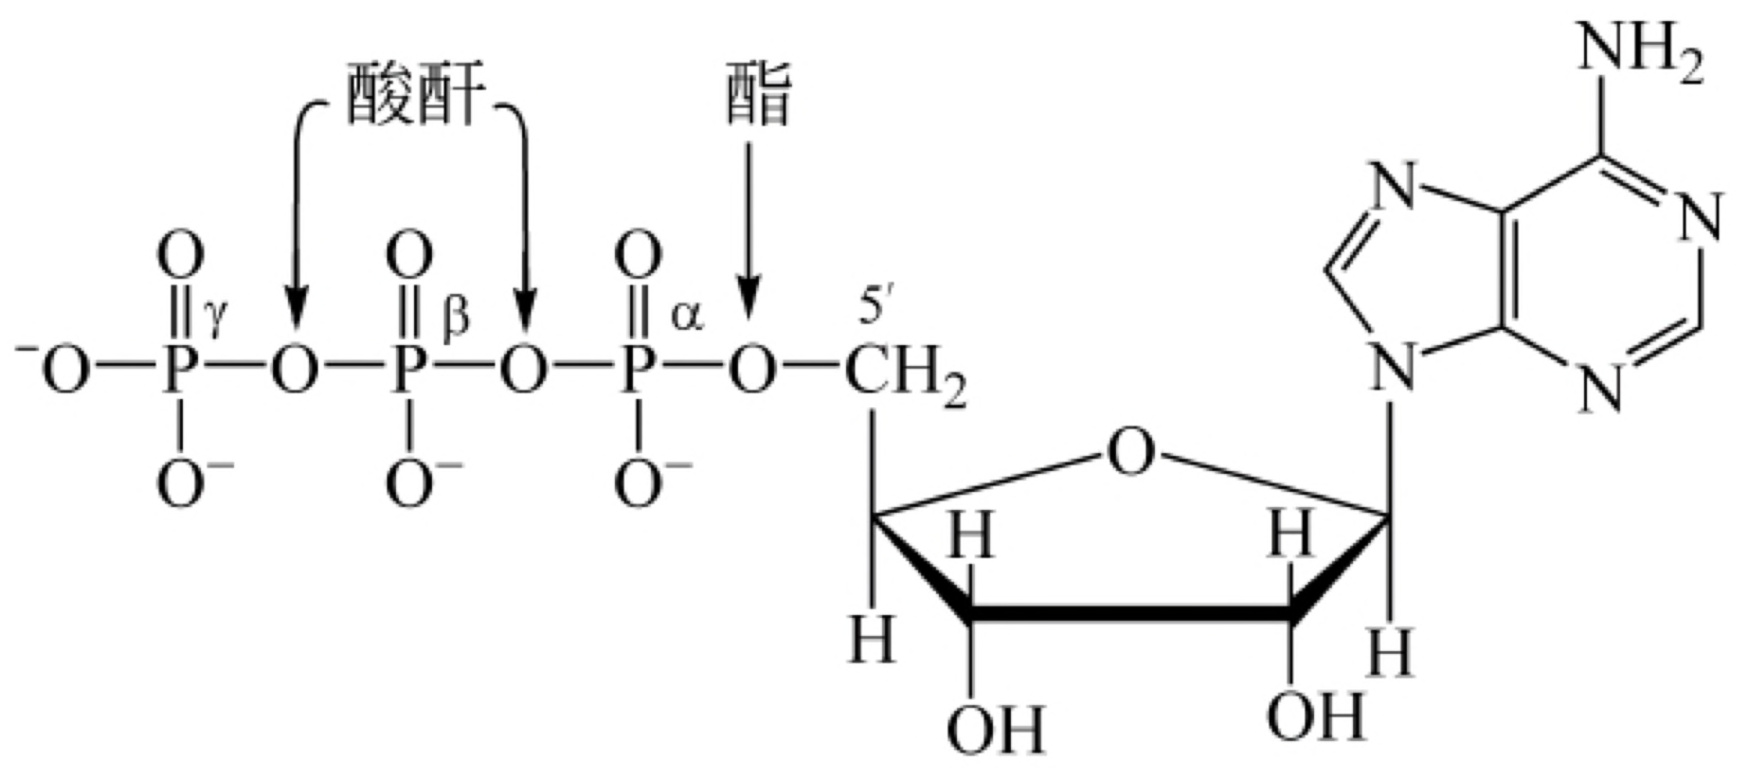 酸酐 酯
NH2
N N
O O O
γ β α 5′
⁻O P O P O P O CH2 N N
O⁻ O⁻ O⁻ O
H H
H H
OH OH